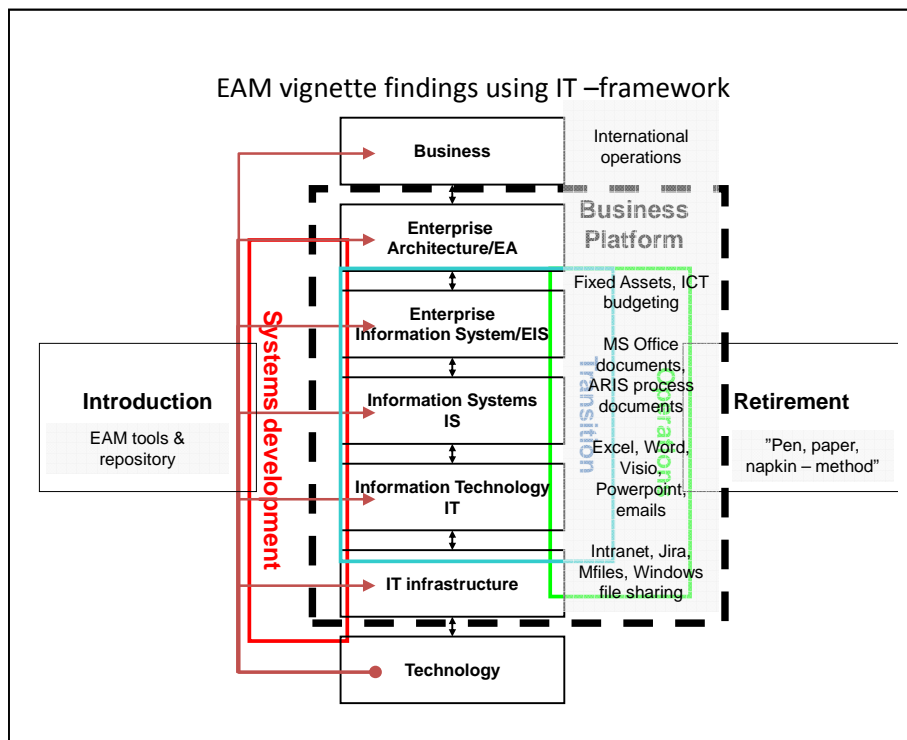 EAM vignette findings using IT –framework
Business
International
operations
Business
Platform
Enterprise
Architecture/EA
Fixed Assets, ICT
budgeting
Enterprise
Information System/EIS
MS Office
documents,
ARIS process
documents
Systems development
Transition
Operations
Introduction
EAM tools &
repository
Information Systems
IS
Retirement
”Pen, paper,
napkin – method”
Excel, Word,
Visio,
Powerpoint,
emails
Information Technology
IT
Intranet, Jira,
Mfiles, Windows
file sharing
IT infrastructure
Technology